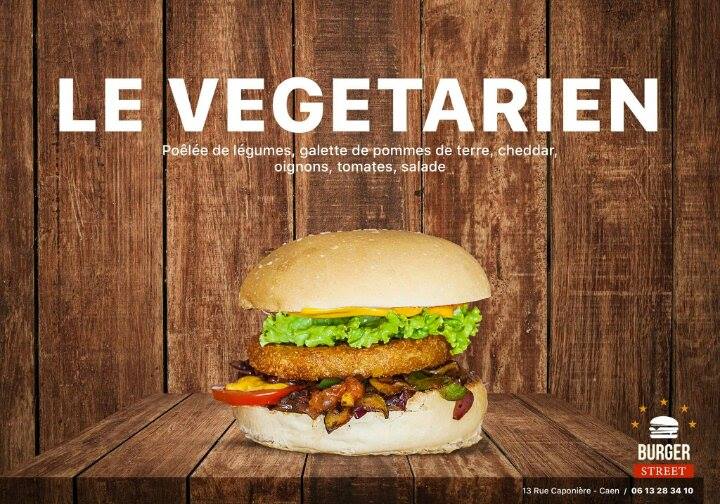 LE VEGETARIEN
Poêlée de légumes, galette de pommes de terre, cheddar,
oignons, tomates, salade
BURGER
STREET
13 Rue Caponière - Caen / 06 13 28 34 10